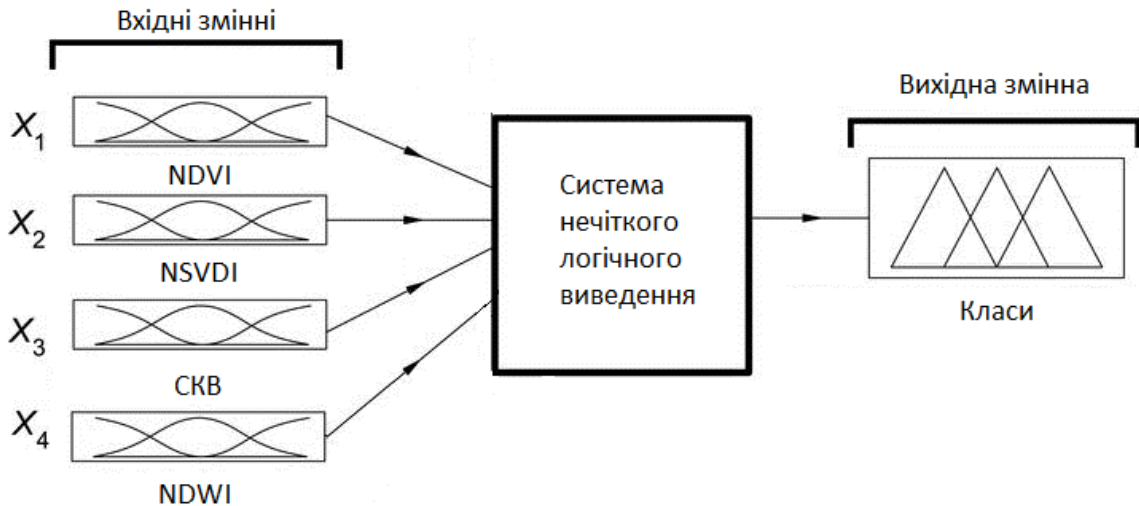 Вхідні змінні
X1
NDVI
X2
NSVDI
X3
СКВ
X4
NDWI
Система
нечіткого
логічного
виведення
Вихідна змінна
Класи